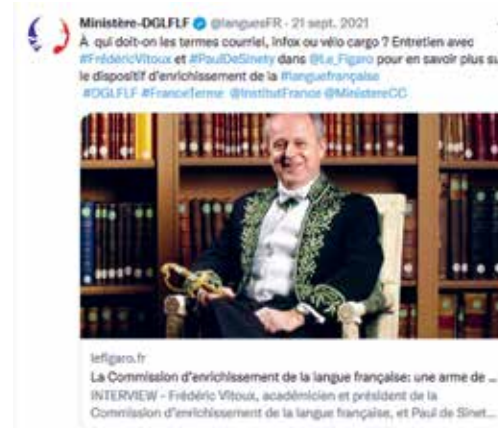 Ministère-DGLFLF @languesFR · 21 sept. 2021
À qui doit-on les termes courriel, infox ou vélo cargo ? Entretien avec
#FrédéricVitoux et #PaulDeSinety dans @Le_Figaro pour en savoir plus su
le dispositif d'enrichissement de la #languefrançaise
#DGLFLF #FranceTerme @InstitutFrance @MinistereCC
lefigaro.fr
La Commission d'enrichissement de la langue française: une arme de ...
INTERVIEW - Frédéric Vitoux, académicien et président de la
Commission d'enrichissement de la langue française, et Paul de Sinet...